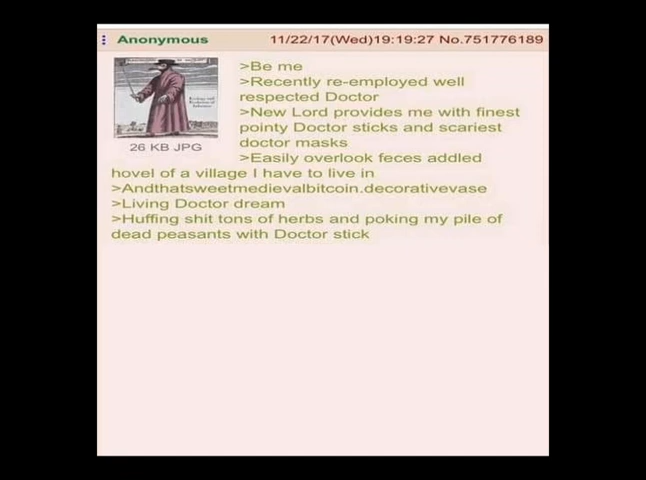 Anonymous 11/22/17(Wed)19:19:27 No.751776189
>Be me
>Recently re-employed well
respected Doctor
>New Lord provides me with finest
pointy Doctor sticks and scariest
doctor masks
26 KB JPG
>Easily overlook feces addled
hovel of a village I have to live in
>Andthatsweetmedievalbitcoin.decorativevase
>Living Doctor dream
>Huffing shit tons of herbs and poking my pile of
dead peasants with Doctor stick